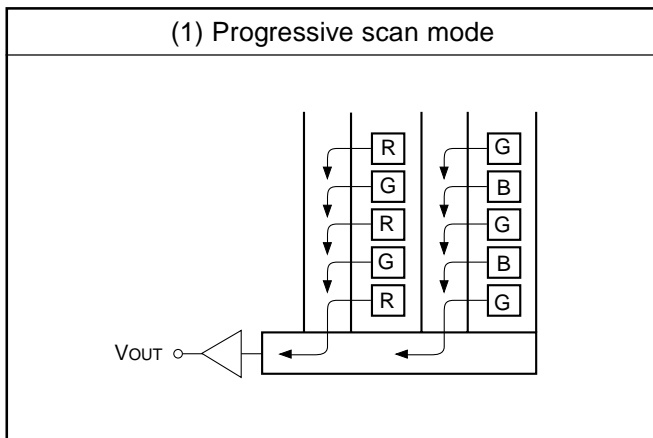 (1) Progressive scan mode
R G
G B
R G
G B
R G
VOUT